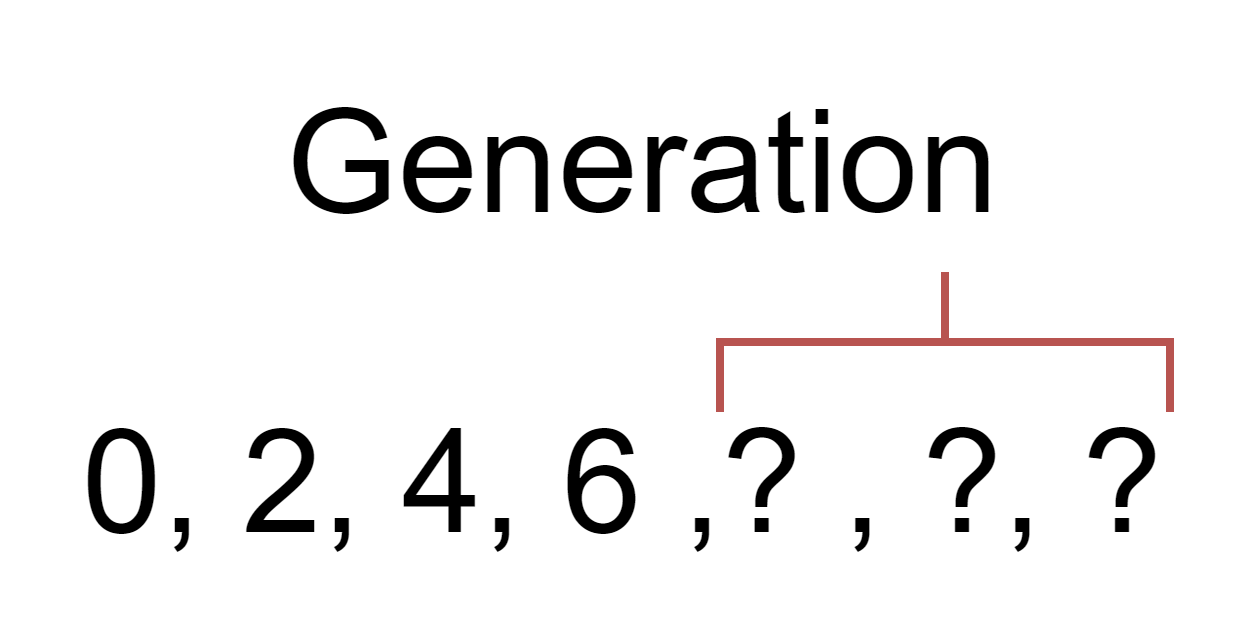 Generation
0, 2, 4, 6 ,? , ?, ?